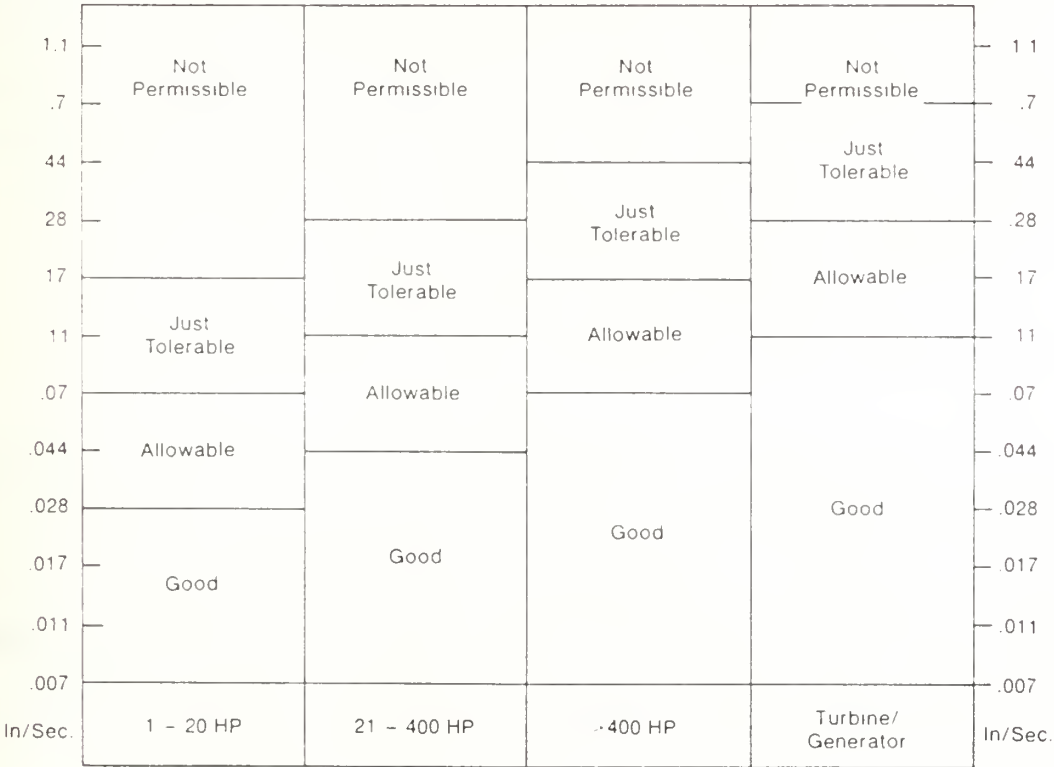 1.1
Not
Permissible
Not
Permissible
Not
Permissible
Not
Permissible
1 1
.7
.7
Just
Tolerable
44
44
Just
Tolerable
28
.28
Just
Tolerable
Allowable
17
17
Just
Tolerable
Allowable
11
11
.07
Allowable
.07
.044
Allowable
.044
.028
Good
.028
Good
Good
.017
Good
.017
.011
.011
.007
.007
In/Sec.
1 – 20 HP
21 – 400 HP
400 HP
Turbine/
Generator
In/Sec.